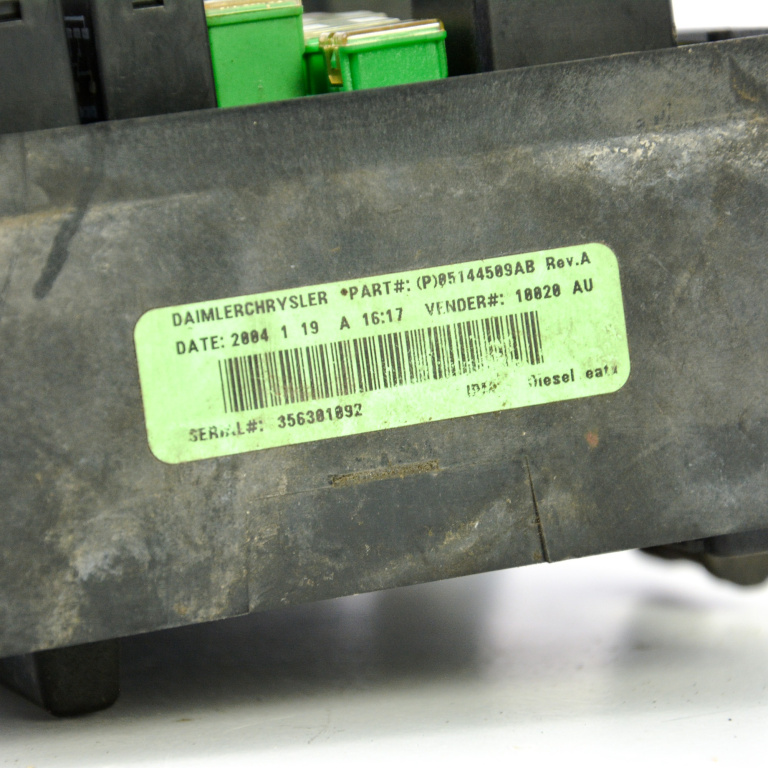 DAIMLERCHRYSLER *PART#: (P)05144509AB Rev.A
DATE: 2004 1 19 A 16:17 VENDER#: 10020 AU
SERIAL#: 356301092 Diesel